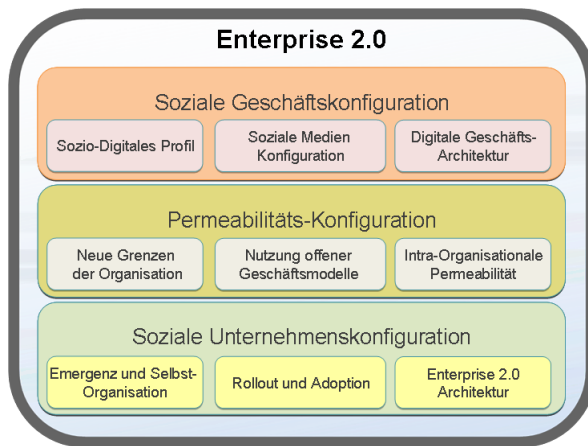 Enterprise 2.0
Soziale Geschäftskonfiguration
Sozio-Digitales Profil
Soziale Medien
Konfiguration
Digitale Geschäfts-
Architektur
Permeabilitäts-Konfiguration
Neue Grenzen
der Organisation
Nutzung offener
Geschäftsmodelle
Intra-Organisationale
Permeabilität
Soziale Unternehmenskonfiguration
Emergenz und Selbst-
Organisation
Rollout und Adoption
Enterprise 2.0
Architektur